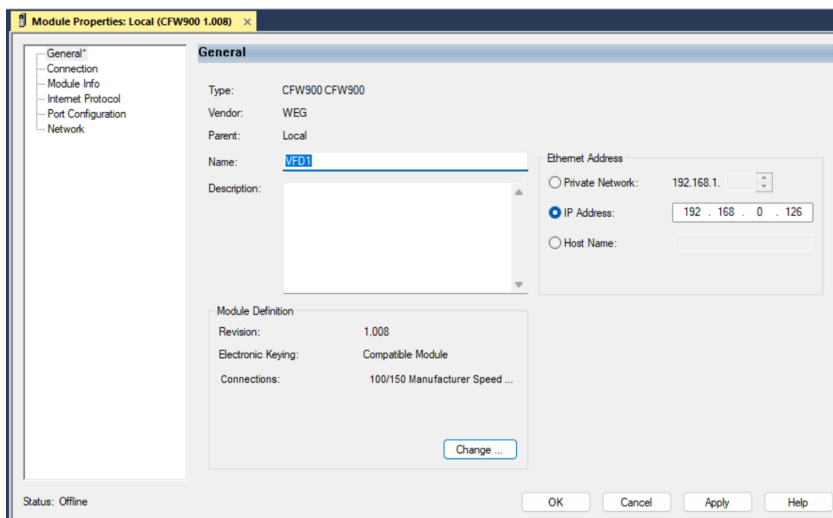 Module Properties: Local (CFW900 1.008) ×
General*
Connection
Module Info
Internet Protocol
Port Configuration
Network
General
Type: CFW900 CFW900
Vendor: WEG
Parent: Local
Name: VFD1
Description:
Ethernet Address
Private Network: 192.168.1.
IP Address: 192 . 168 . 0 . 126
Host Name:
Module Definition
Revision: 1.008
Electronic Keying: Compatible Module
Connections: 100/150 Manufacturer Speed ...
Change ...
Status: Offline
OK Cancel Apply Help